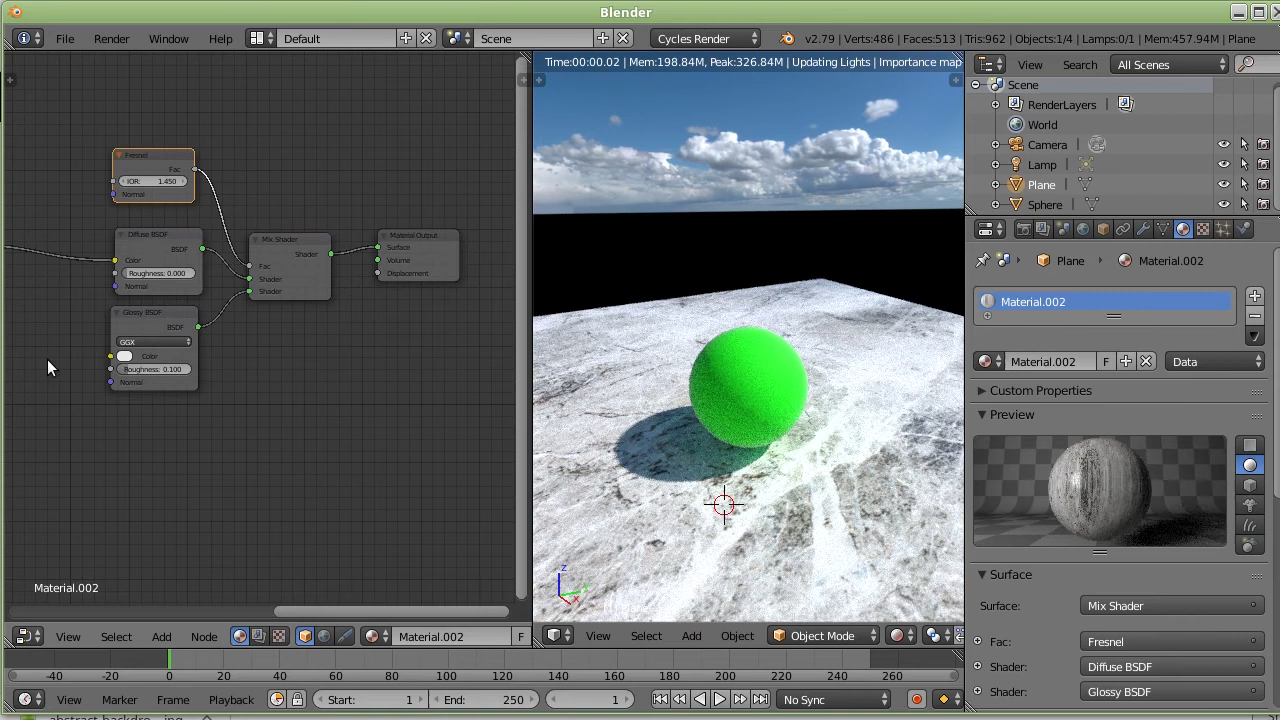 Blender
File Render Window Help Default Scene Cycles Render v2.79 | Verts:486 | Faces:513 | Tris:962 | Objects:1/4 | Lamps:0/1 | Mem:457.94M | Plane
Time:00:00.02 | Mem:198.84M, Peak:326.84M | Updating Lights | Importance map
View Search All Scenes
Scene
RenderLayers |
World
Camera |
Lamp |
Plane |
Sphere |
Fresnel
Fac
IOR: 1.450
Normal
Diffuse BSDF
BSDF
Color
Roughness: 0.000
Normal
Glossy BSDF
BSDF
GGX
Color
Roughness: 0.100
Normal
Mix Shader
Shader
Fac
Shader
Shader
Material Output
Surface
Volume
Displacement
Material.002
Z
Y
X
Plane Material.002
Material.002
Material.002 F Data
Custom Properties
Preview
Surface
Surface: Mix Shader
Fac: Fresnel
Shader: Diffuse BSDF
Shader: Glossy BSDF
View Select Add Node Material.002 F
View Select Add Object Object Mode
-40 -20 0 20 40 60 80 100 120 140 160 180 200 220 240 260
View Marker Frame Playback Start: 1 End: 250 1 No Sync